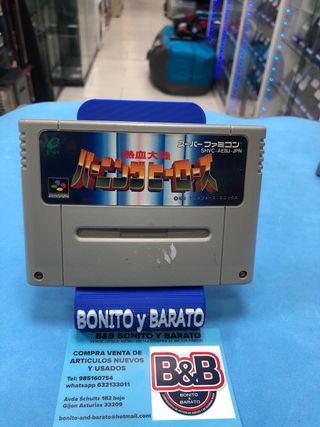 熱血大陸
バーニングヒーローズ
スーパーファミコン
SHVC-AEBJ-JPN
BONITO y BARATO
B&B BONITO Y BARATO
COMPRA VENTA DE
ARTICULOS NUEVOS
Y USADOS
Tel: 985160754
whatsapp 632133011
Avda Schultz 182 bajo
Gijon Asturias 33209
bonito-and-barato@hotmail.com
B&B
BONITO
Y
BARATO